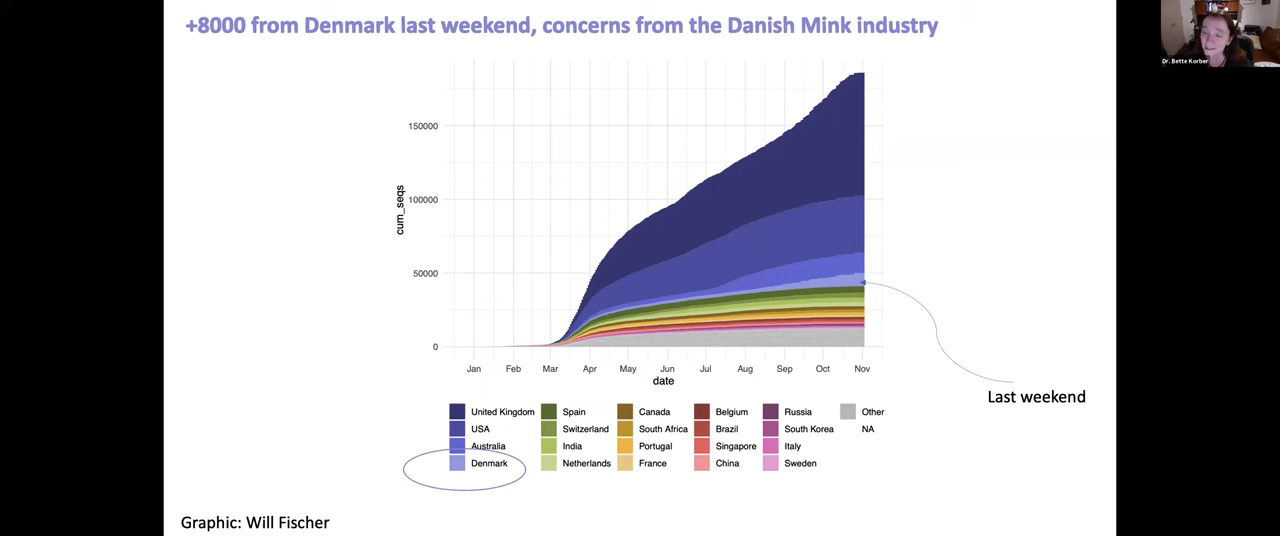 +8000 from Denmark last weekend, concerns from the Danish Mink industry
Dr. Bette Korber
150000
100000
50000
0
cum_seqs
Jan Feb Mar Apr May Jun Jul Aug Sep Oct Nov
date
Last weekend
United Kingdom Spain Canada Belgium Russia Other
USA Switzerland South Africa Brazil South Korea NA
Australia India Portugal Singapore Italy
Denmark Netherlands France China Sweden
Graphic: Will Fischer